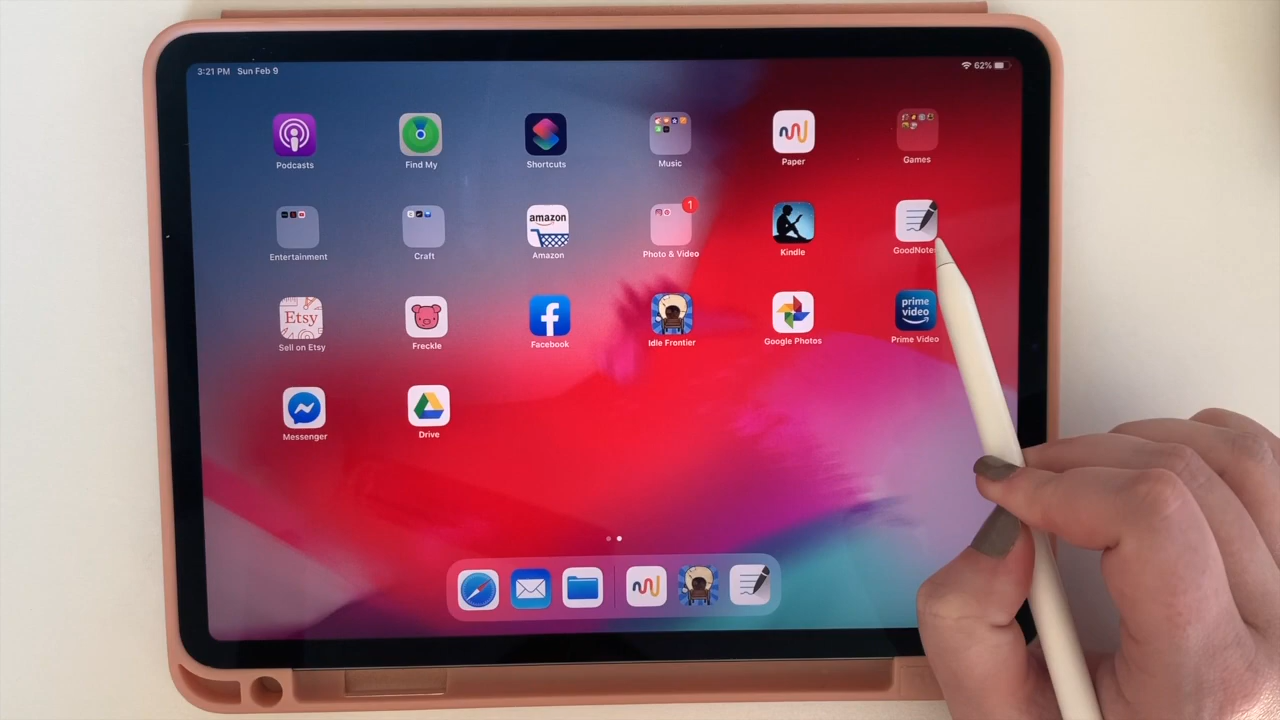 3:21 PM Sun Feb 9
62%
Podcasts
Find My
Shortcuts
Music
Paper
Games
Entertainment
Craft
amazon
Amazon
1
Photo & Video
Kindle
GoodNotes
Etsy
Sell on Etsy
Freckle
Facebook
Idle Frontier
Google Photos
prime
video
Prime Video
Messenger
Drive